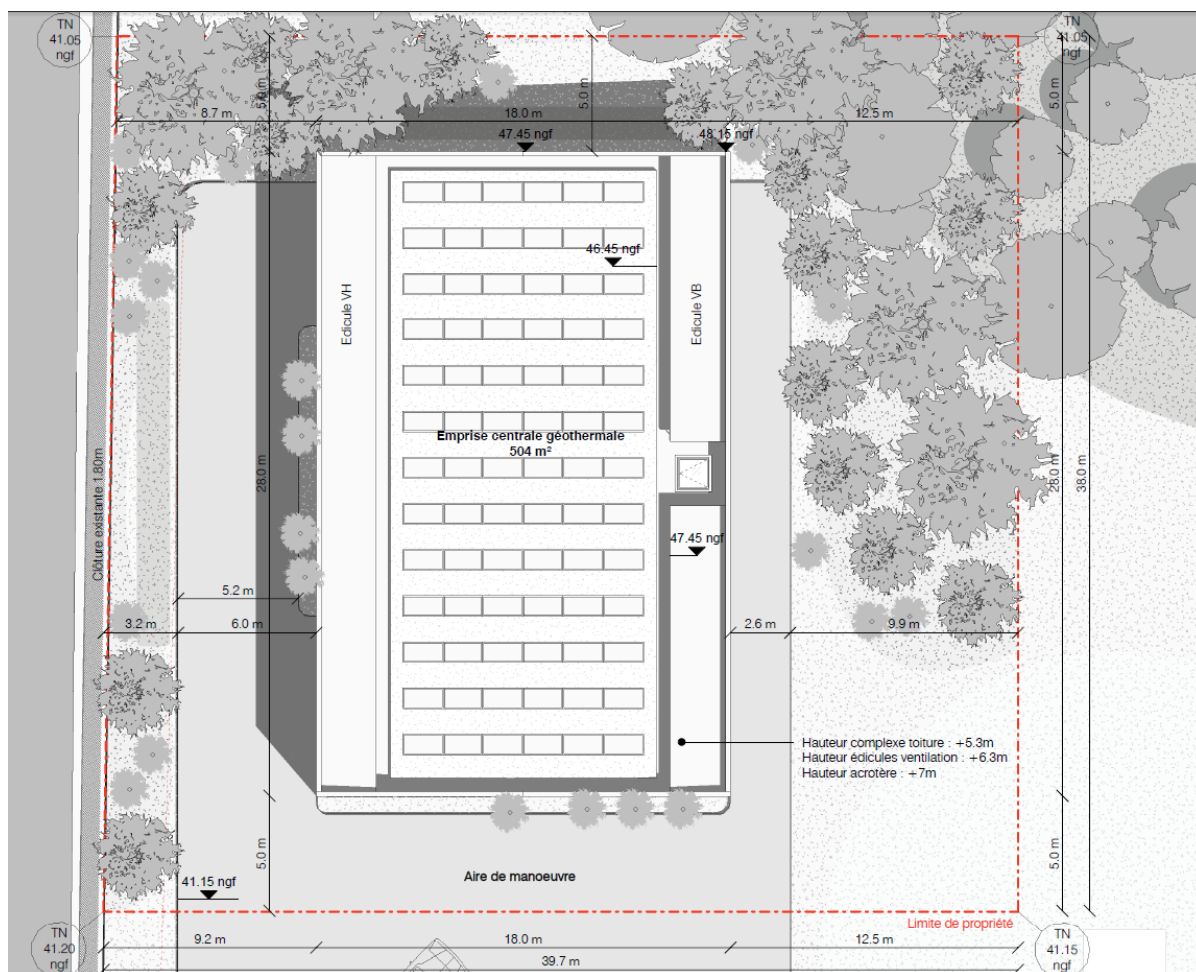 TN
41.05
ngf
TN
41.05
ngf
5.0 m
5.0 m
5.0 m
8.7 m
18.0 m
12.5 m
47.45 ngf
48.15 ngf
46.45 ngf
Edicule VH
Edicule VB
Emprise centrale géothermale
504 m²
Clôture existante 1.80m
28.0 m
28.0 m
38.0 m
47.45 ngf
5.2 m
3.2 m
6.0 m
2.6 m
9.9 m
Hauteur complexe toiture : +5.3m
Hauteur édicules ventilation : +6.3m
Hauteur acrotère : +7m
5.0 m
5.0 m
Aire de manoeuvre
41.15 ngf
Limite de propriété
TN
41.20
ngf
TN
41.15
ngf
9.2 m
18.0 m
12.5 m
39.7 m